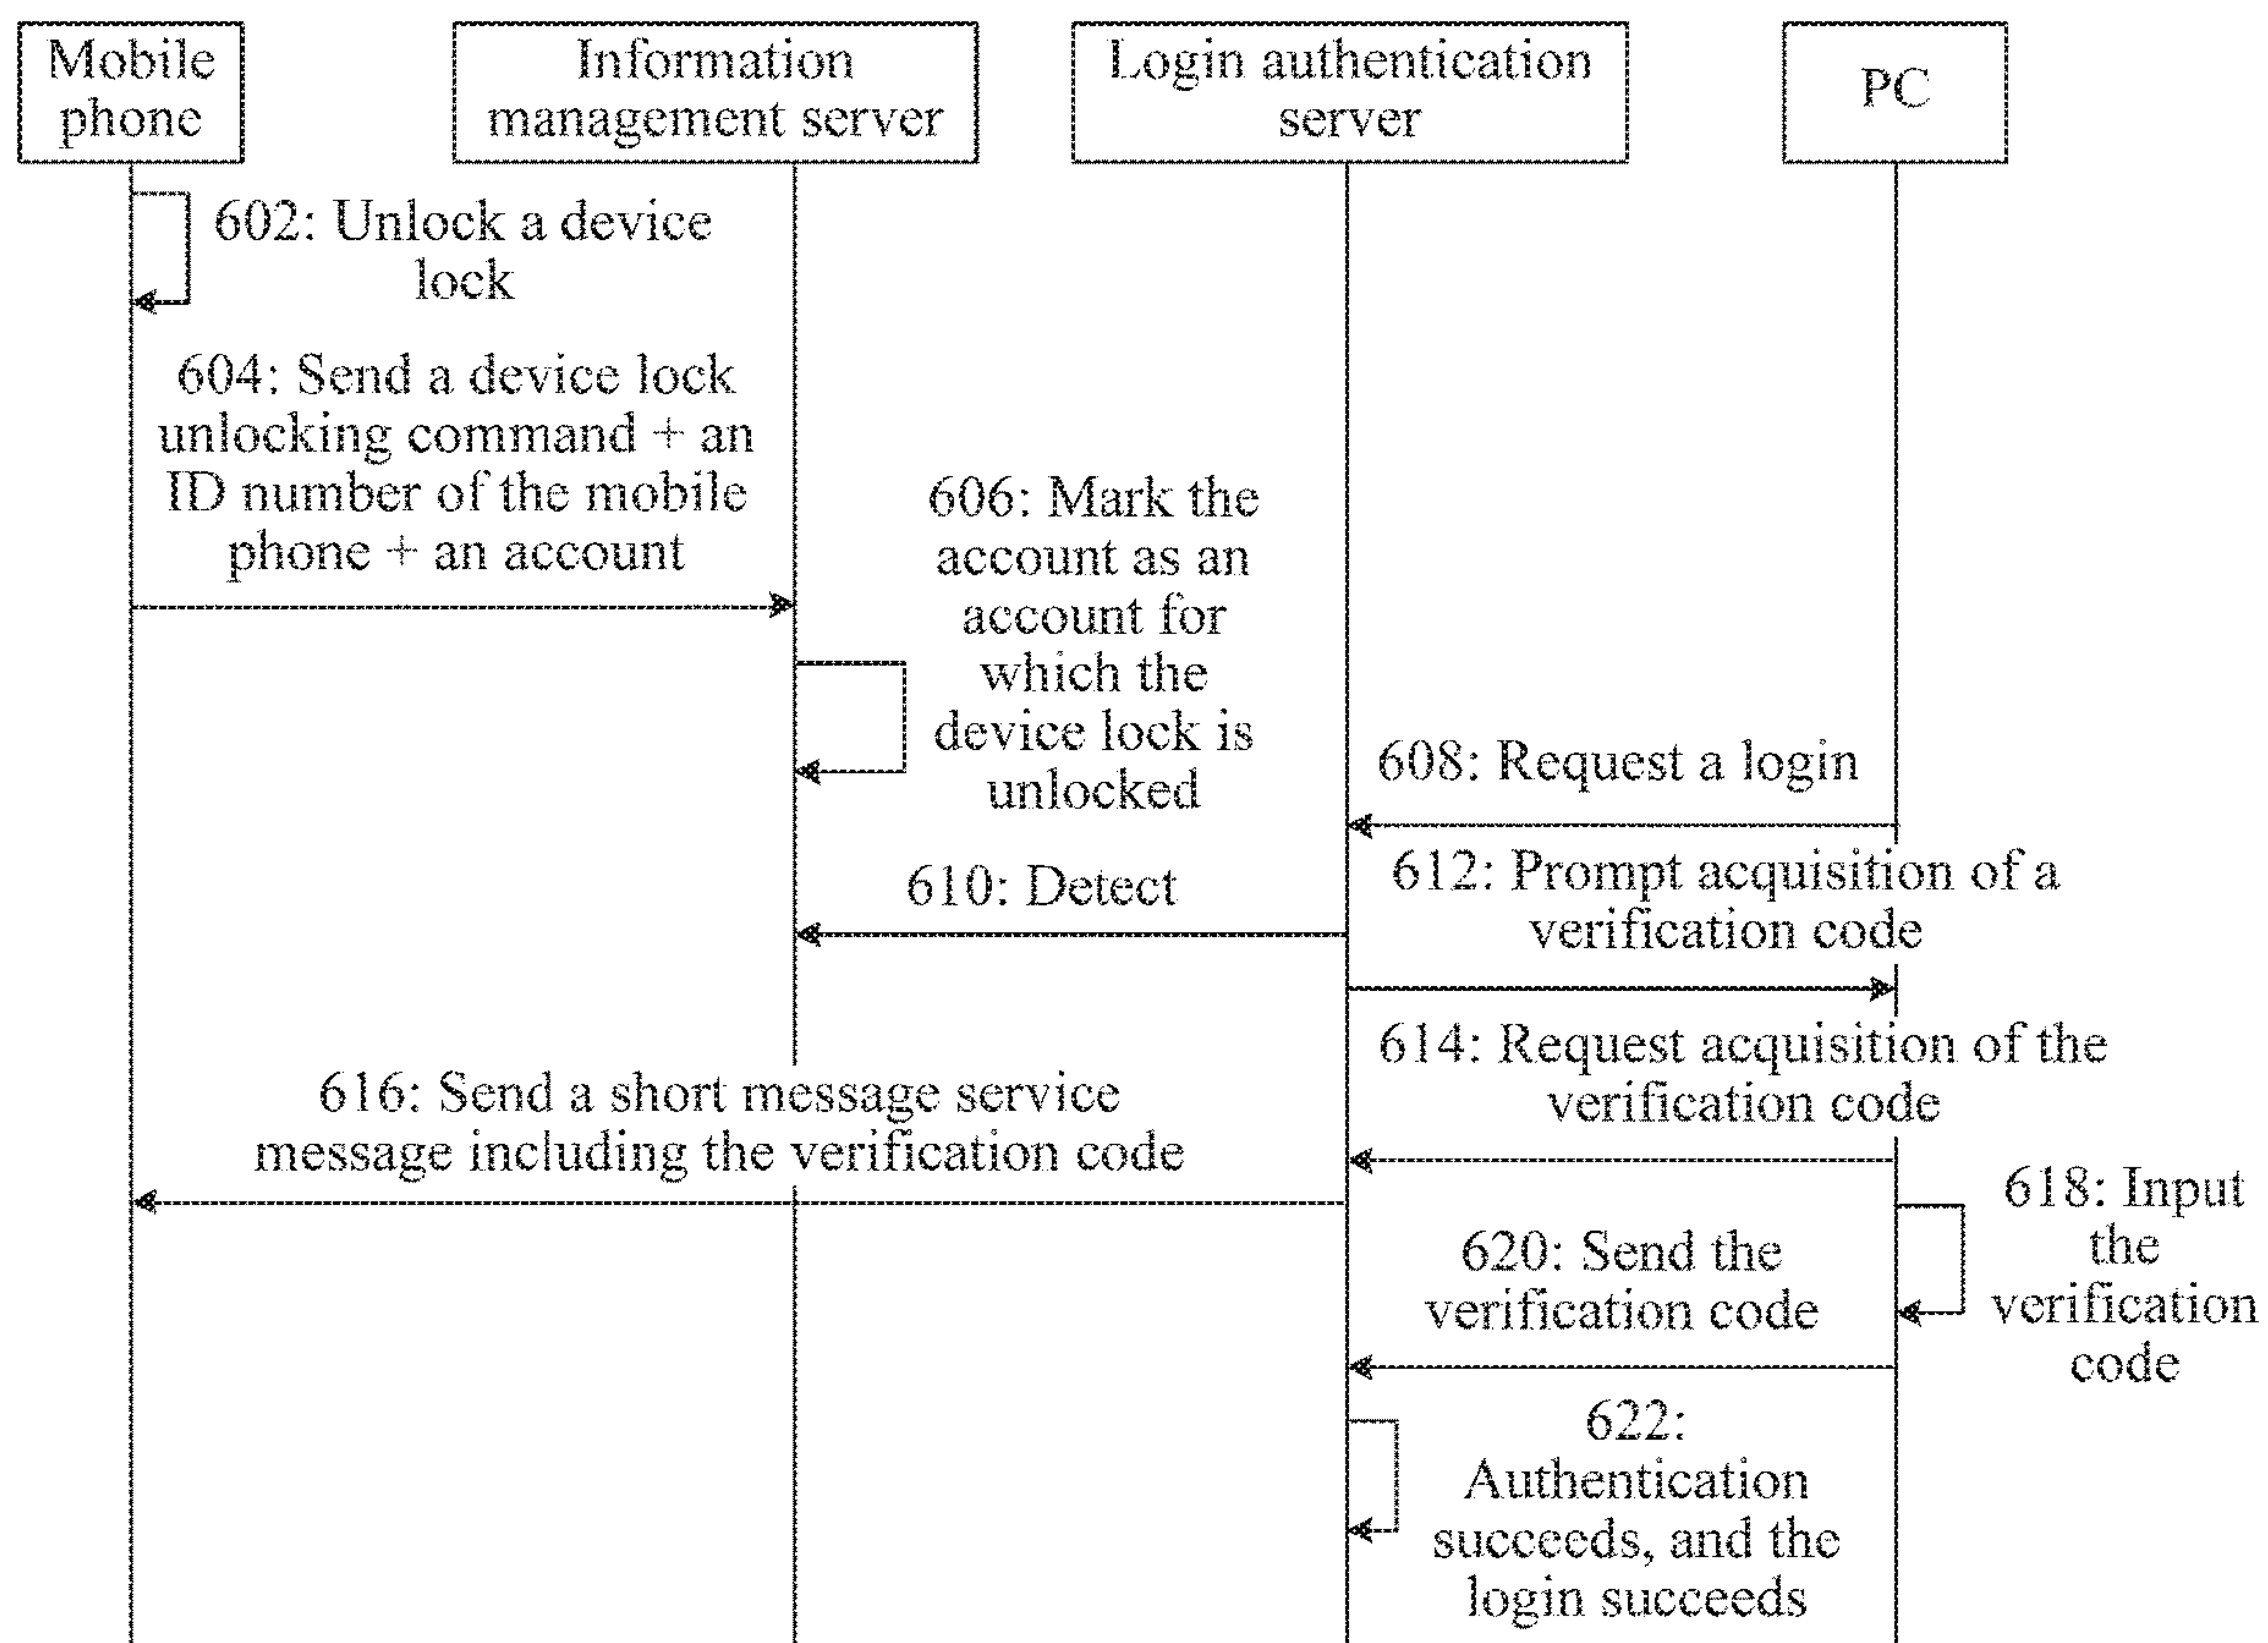 Mobile
phone
Information
management server
Login authentication
server
PC
602: Unlock a device
lock
604: Send a device lock
unlocking command + an
ID number of the mobile
phone + an account
606: Mark the
account as an
account for
which the
device lock is
unlocked
608: Request a login
610: Detect
612: Prompt acquisition of a
verification code
614: Request acquisition of the
verification code
616: Send a short message service
message including the verification code
618: Input
the
verification
code
620: Send the
verification code
622:
Authentication
succeeds, and the
login succeeds